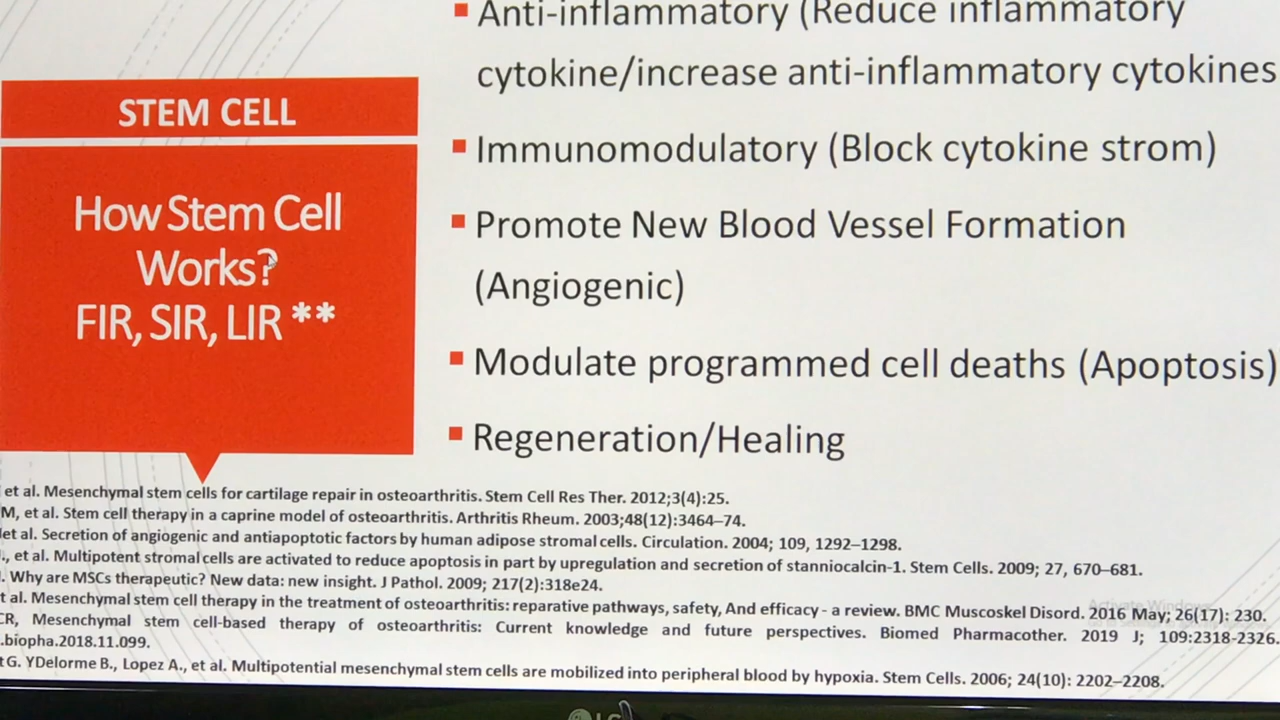 Anti-inflammatory (Reduce inflammatory
cytokine/increase anti-inflammatory cytokines
STEM CELL
Immunomodulatory (Block cytokine strom)
How Stem Cell
Works?
FIR, SIR, LIR **
Promote New Blood Vessel Formation
(Angiogenic)
Modulate programmed cell deaths (Apoptosis)
Regeneration/Healing
et al. Mesenchymal stem cells for cartilage repair in osteoarthritis. Stem Cell Res Ther. 2012;3(4):25.
M, et al. Stem cell therapy in a caprine model of osteoarthritis. Arthritis Rheum. 2003;48(12):3464–74.
et al. Secretion of angiogenic and antiapoptotic factors by human adipose stromal cells. Circulation. 2004; 109, 1292–1298.
., et al. Multipotent stromal cells are activated to reduce apoptosis in part by upregulation and secretion of stanniocalcin-1. Stem Cells. 2009; 27, 670–681.
. Why are MSCs therapeutic? New data: new insight. J Pathol. 2009; 217(2):318e24.
t al. Mesenchymal stem cell therapy in the treatment of osteoarthritis: reparative pathways, safety, And efficacy - a review. BMC Muscoskel Disord. 2016 May; 26(17): 230.
CR, Mesenchymal stem cell-based therapy of osteoarthritis: Current knowledge and future perspectives. Biomed Pharmacother. 2019 J; 109:2318-2326.
.biopha.2018.11.099.
t G. YDelorme B., Lopez A., et al. Multipotential mesenchymal stem cells are mobilized into peripheral blood by hypoxia. Stem Cells. 2006; 24(10): 2202–2208.
Activate Windows
LG